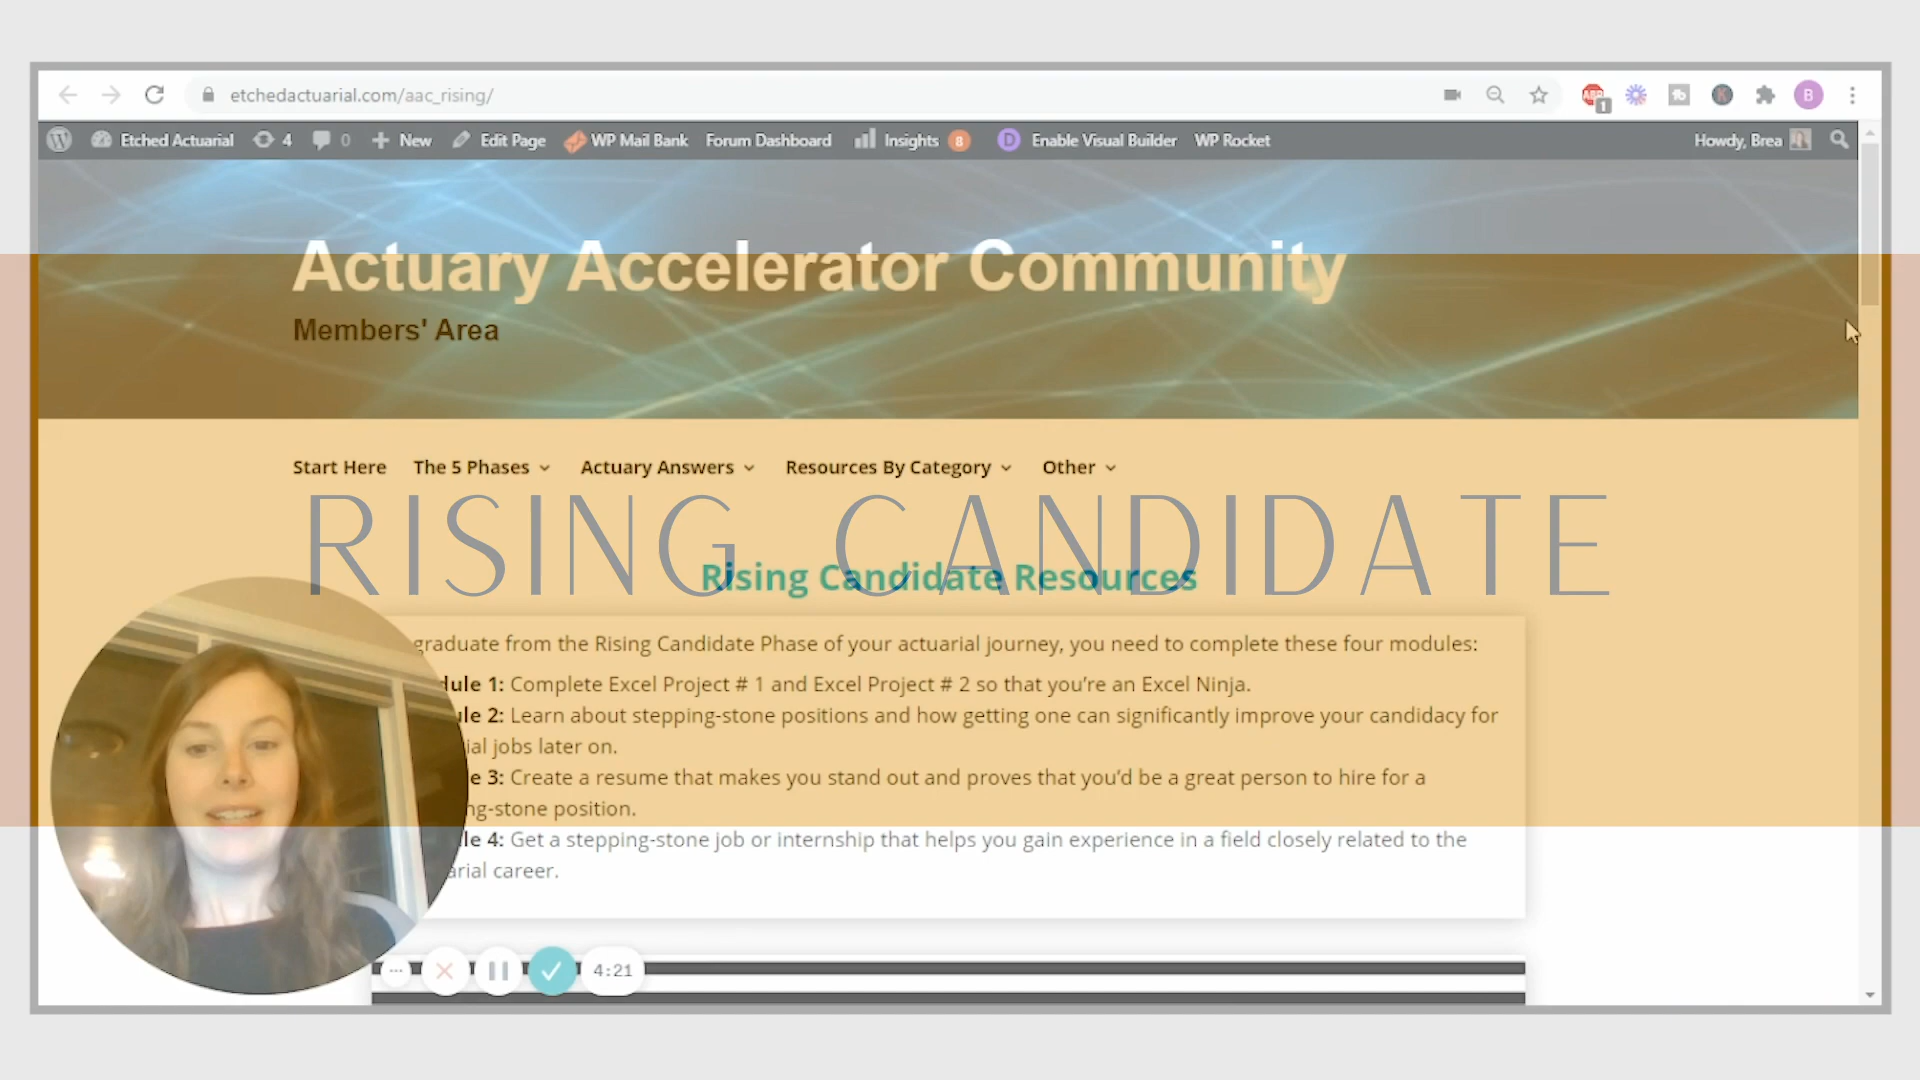 etchedactuarial.com/aac_rising/
1
B
Etched Actuarial 4 0 New Edit Page WP Mail Bank Forum Dashboard Insights 8 D Enable Visual Builder WP Rocket Howdy, Brea
Actuary Accelerator Community
Members' Area
Start Here The 5 Phases Actuary Answers Resources By Category Other
RISING CANDIDATE
Rising Candidate Resources
graduate from the Rising Candidate Phase of your actuarial journey, you need to complete these four modules:
dule 1: Complete Excel Project # 1 and Excel Project # 2 so that you're an Excel Ninja.
ule 2: Learn about stepping-stone positions and how getting one can significantly improve your candidacy for
ial jobs later on.
e 3: Create a resume that makes you stand out and proves that you'd be a great person to hire for a
ng-stone position.
le 4: Get a stepping-stone job or internship that helps you gain experience in a field closely related to the
arial career.
4:21